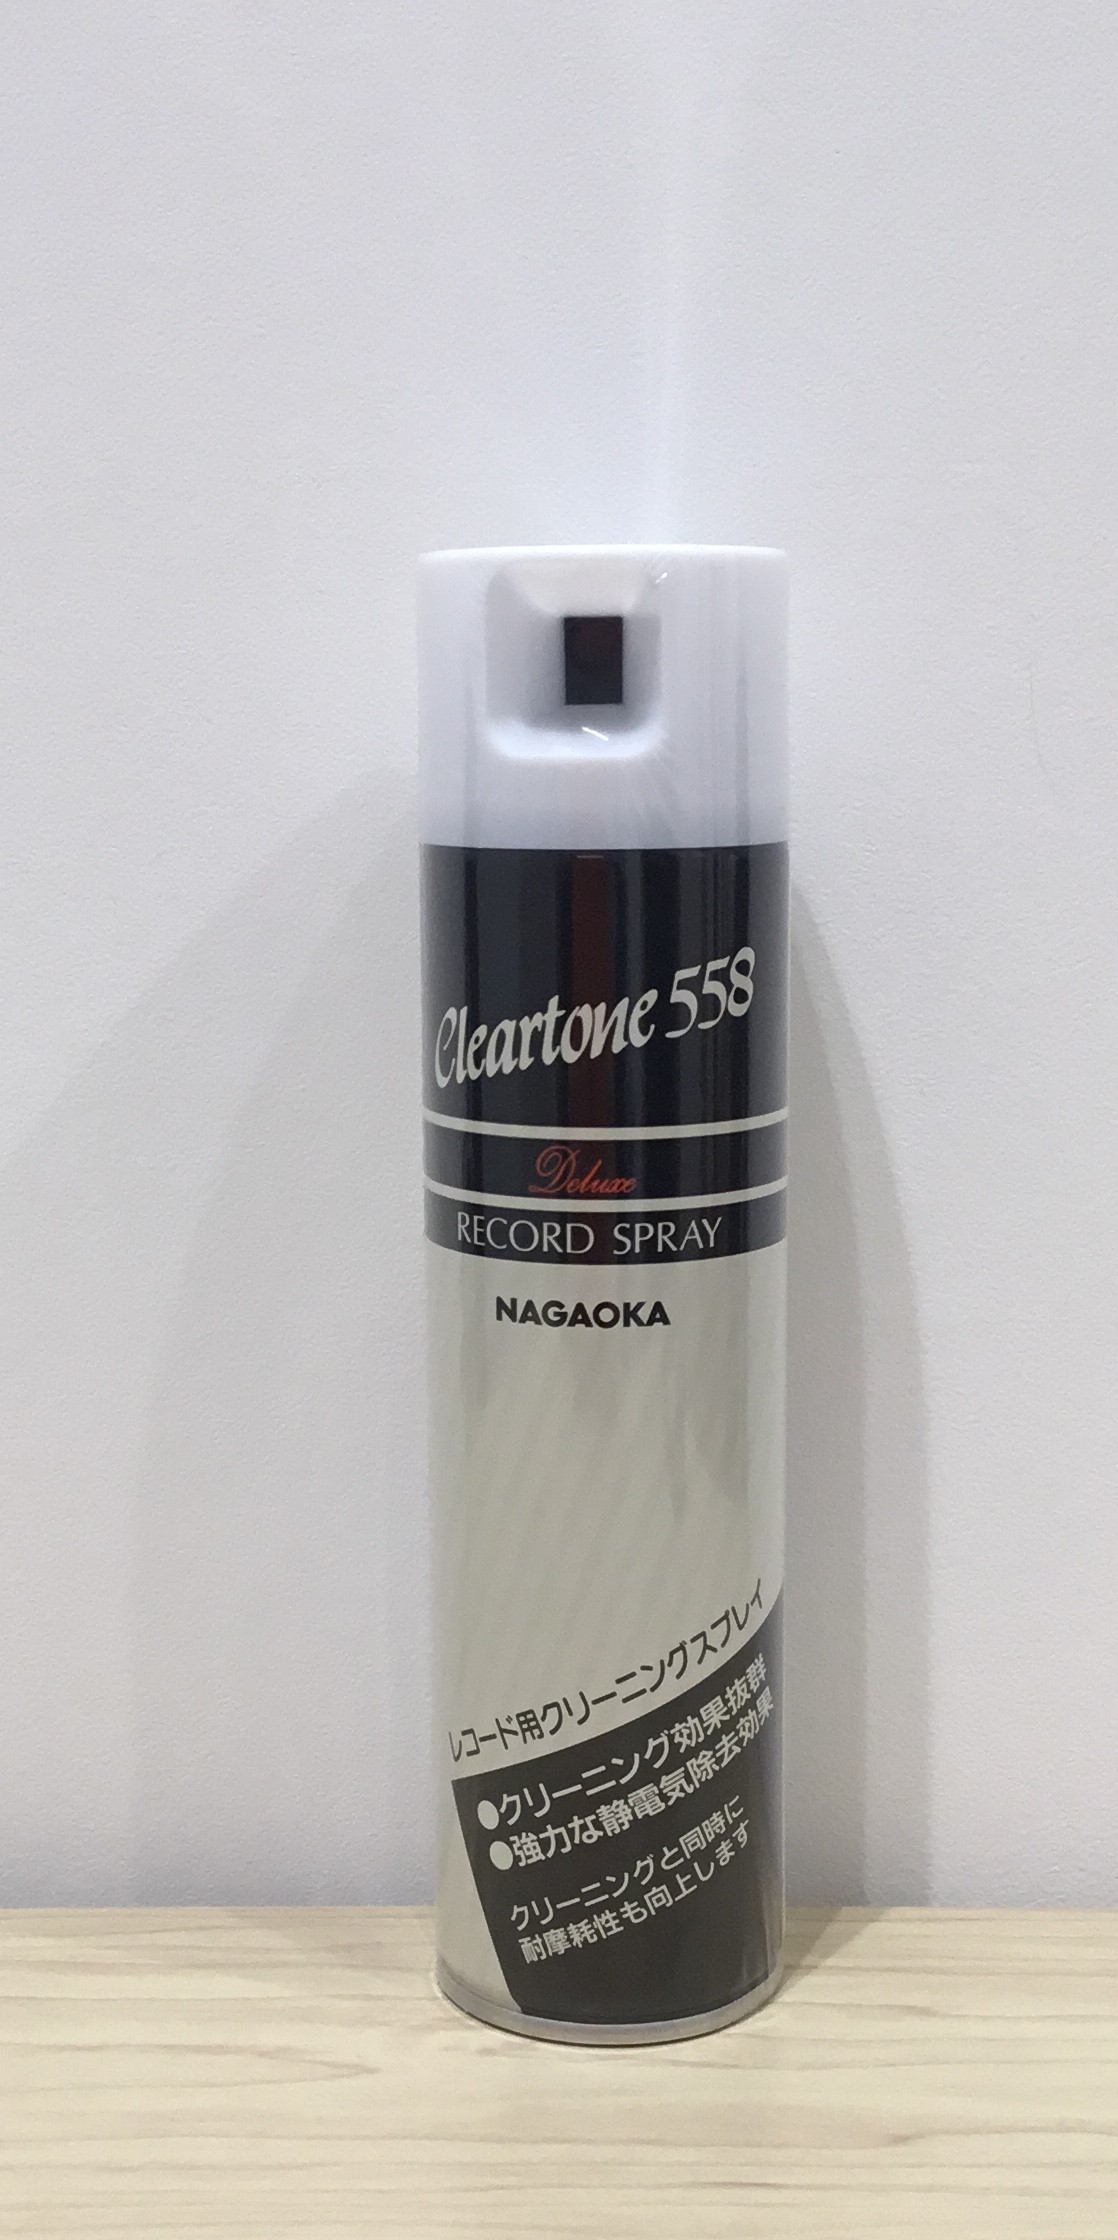 Cleartone 558
Deluxe
RECORD SPRAY
NAGAOKA
レコード用クリーニングスプレイ
●クリーニング効果抜群
●強力な静電気除去効果
クリーニングと同時に
耐摩耗性も向上します